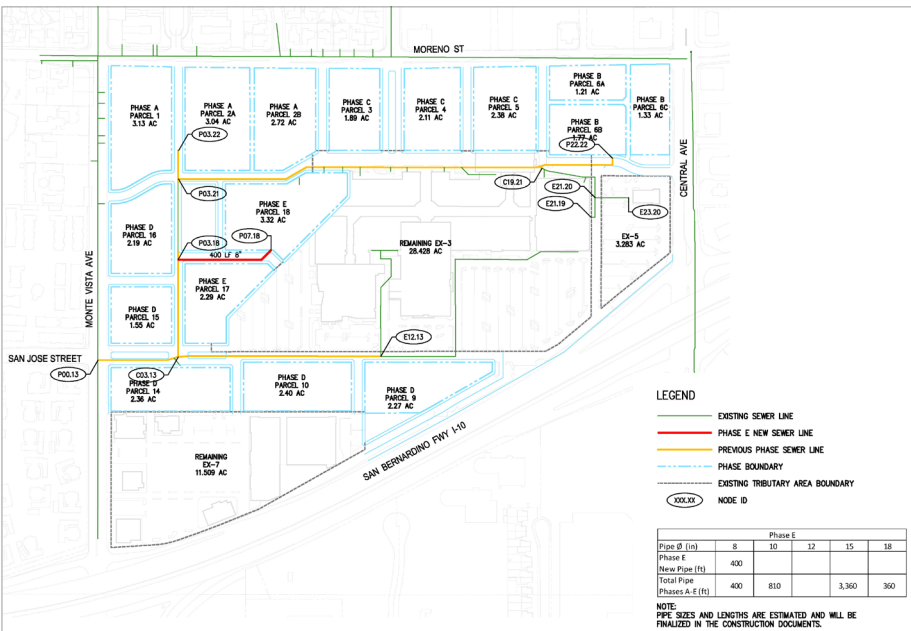 MORENO ST
PHASE A
PARCEL 1
3.13 AC
PHASE A
PARCEL 2A
3.04 AC
PHASE A
PARCEL 2B
2.72 AC
PHASE C
PARCEL 3
1.89 AC
PHASE C
PARCEL 4
2.11 AC
PHASE C
PARCEL 5
2.38 AC
PHASE B
PARCEL 6A
1.21 AC
PHASE B
PARCEL 6B
1.77 AC
PHASE B
PARCEL 6C
1.33 AC
P03.22
P22.22
CENTRAL AVE
P03.21
C19.21
E21.20
E21.19
E23.20
PHASE D
PARCEL 16
2.19 AC
PHASE E
PARCEL 18
3.32 AC
P03.18
P07.18
400 LF 8"
REMAINING EX-3
28.428 AC
EX-5
3.283 AC
MONTE VISTA AVE
PHASE E
PARCEL 17
2.29 AC
PHASE D
PARCEL 15
1.55 AC
E12.13
SAN JOSE STREET
P00.13
C03.13
PHASE D
PARCEL 14
2.36 AC
PHASE D
PARCEL 10
2.40 AC
PHASE D
PARCEL 9
2.27 AC
SAN BERNARDINO FWY I-10
REMAINING
EX-7
11.509 AC
LEGEND
EXISTING SEWER LINE
PHASE E NEW SEWER LINE
PREVIOUS PHASE SEWER LINE
PHASE BOUNDARY
EXISTING TRIBUTARY AREA BOUNDARY
XXX.XX NODE ID
Phase E
Pipe Ø (in) 8 10 12 15 18
Phase E
New Pipe (ft) 400
Total Pipe
Phases A-E (ft) 400 810 3,360 360
NOTE:
PIPE SIZES AND LENGTHS ARE ESTIMATED AND WILL BE
FINALIZED IN THE CONSTRUCTION DOCUMENTS.